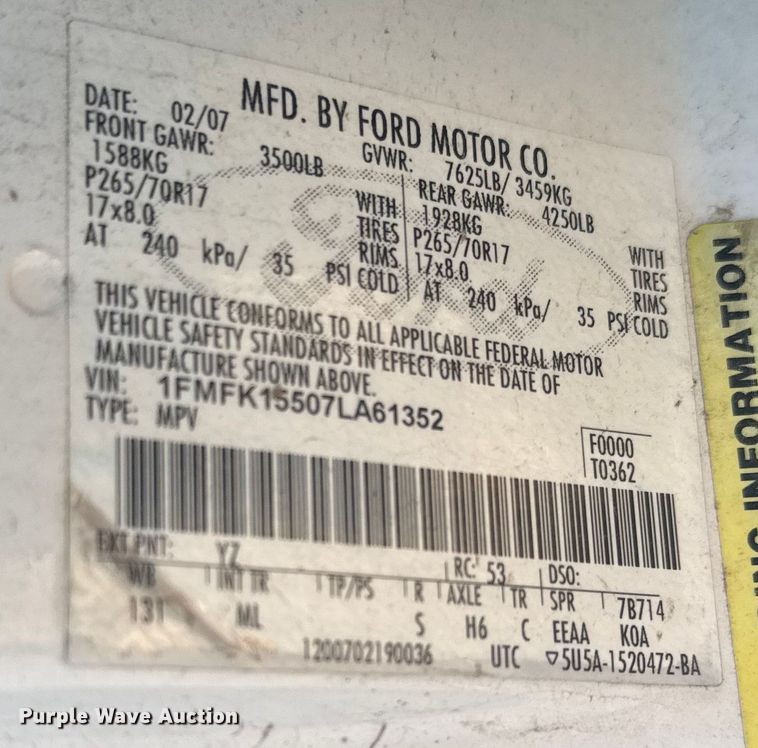 MFD. BY FORD MOTOR CO.
DATE: 02/07 GVWR: 7625LB/ 3459KG
FRONT GAWR: 3500LB REAR GAWR: 4250LB
1588KG WITH 1928KG WITH
P265/70R17 TIRES P265/70R17 TIRES
17x8.0 RIMS 17x8.0 RIMS
AT 240 kPa/ 35 PSI COLD AT 240 kPa/ 35 PSI COLD
Ford
THIS VEHICLE CONFORMS TO ALL APPLICABLE FEDERAL MOTOR
VEHICLE SAFETY STANDARDS IN EFFECT ON THE DATE OF
MANUFACTURE SHOWN ABOVE.
VIN: 1FMFK15507LA61352
TYPE: MPV
F0000
T0362
EXT PNT: YZ RC: 53 DSO:
WB INT TR TP/PS R AXLE TR SPR 7B714
131 ML S H6 C EEAA KOA
1200702190036 UTC ▽5U5A-1520472-BA
INFORMATION
Purple Wave Auction